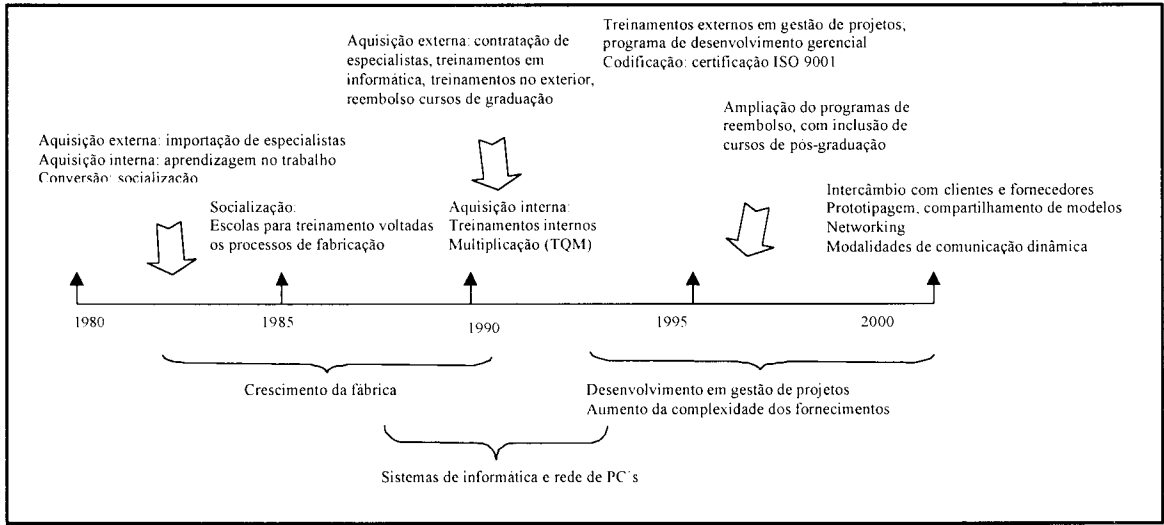 Aquisição externa: contratação de
especialistas, treinamentos em
informática, treinamentos no exterior,
reembolso cursos de graduação
Treinamentos externos em gestão de projetos,
programa de desenvolvimento gerencial
Codificação: certificação ISO 9001
Aquisição externa: importação de especialistas
Aquisição interna: aprendizagem no trabalho
Conversão: socialização
Ampliação do programas de
reembolso, com inclusão de
cursos de pós-graduação
Socialização:
Escolas para treinamento voltadas
os processos de fabricação
Aquisição interna:
Treinamentos internos
Multiplicação (TQM)
Intercâmbio com clientes e fornecedores
Prototipagem, compartilhamento de modelos
Networking
Modalidades de comunicação dinâmica
1980
1985
1990
1995
2000
Crescimento da fábrica
Desenvolvimento em gestão de projetos
Aumento da complexidade dos fornecimentos
Sistemas de informática e rede de PC´s